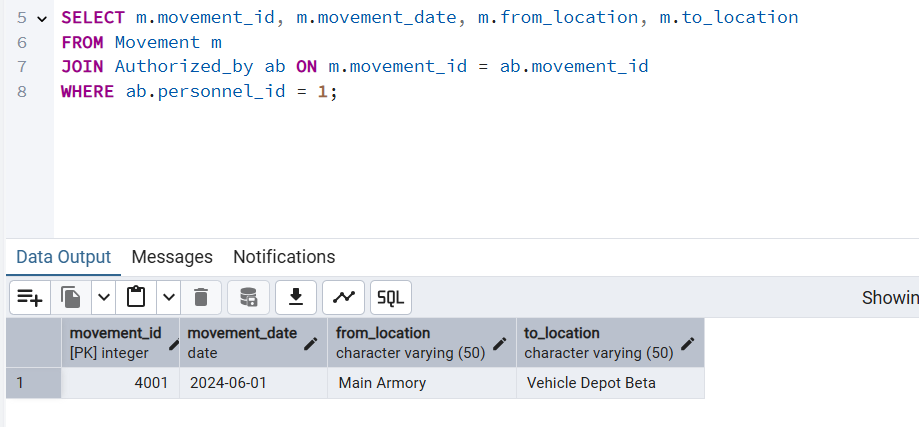 5 SELECT m.movement_id, m.movement_date, m.from_location, m.to_location
6 FROM Movement m
7 JOIN Authorized_by ab ON m.movement_id = ab.movement_id
8 WHERE ab.personnel_id = 1;
Data Output Messages Notifications
SQL Showin
movement_id movement_date from_location to_location
[PK] integer date character varying (50) character varying (50)
1 4001 2024-06-01 Main Armory Vehicle Depot Beta